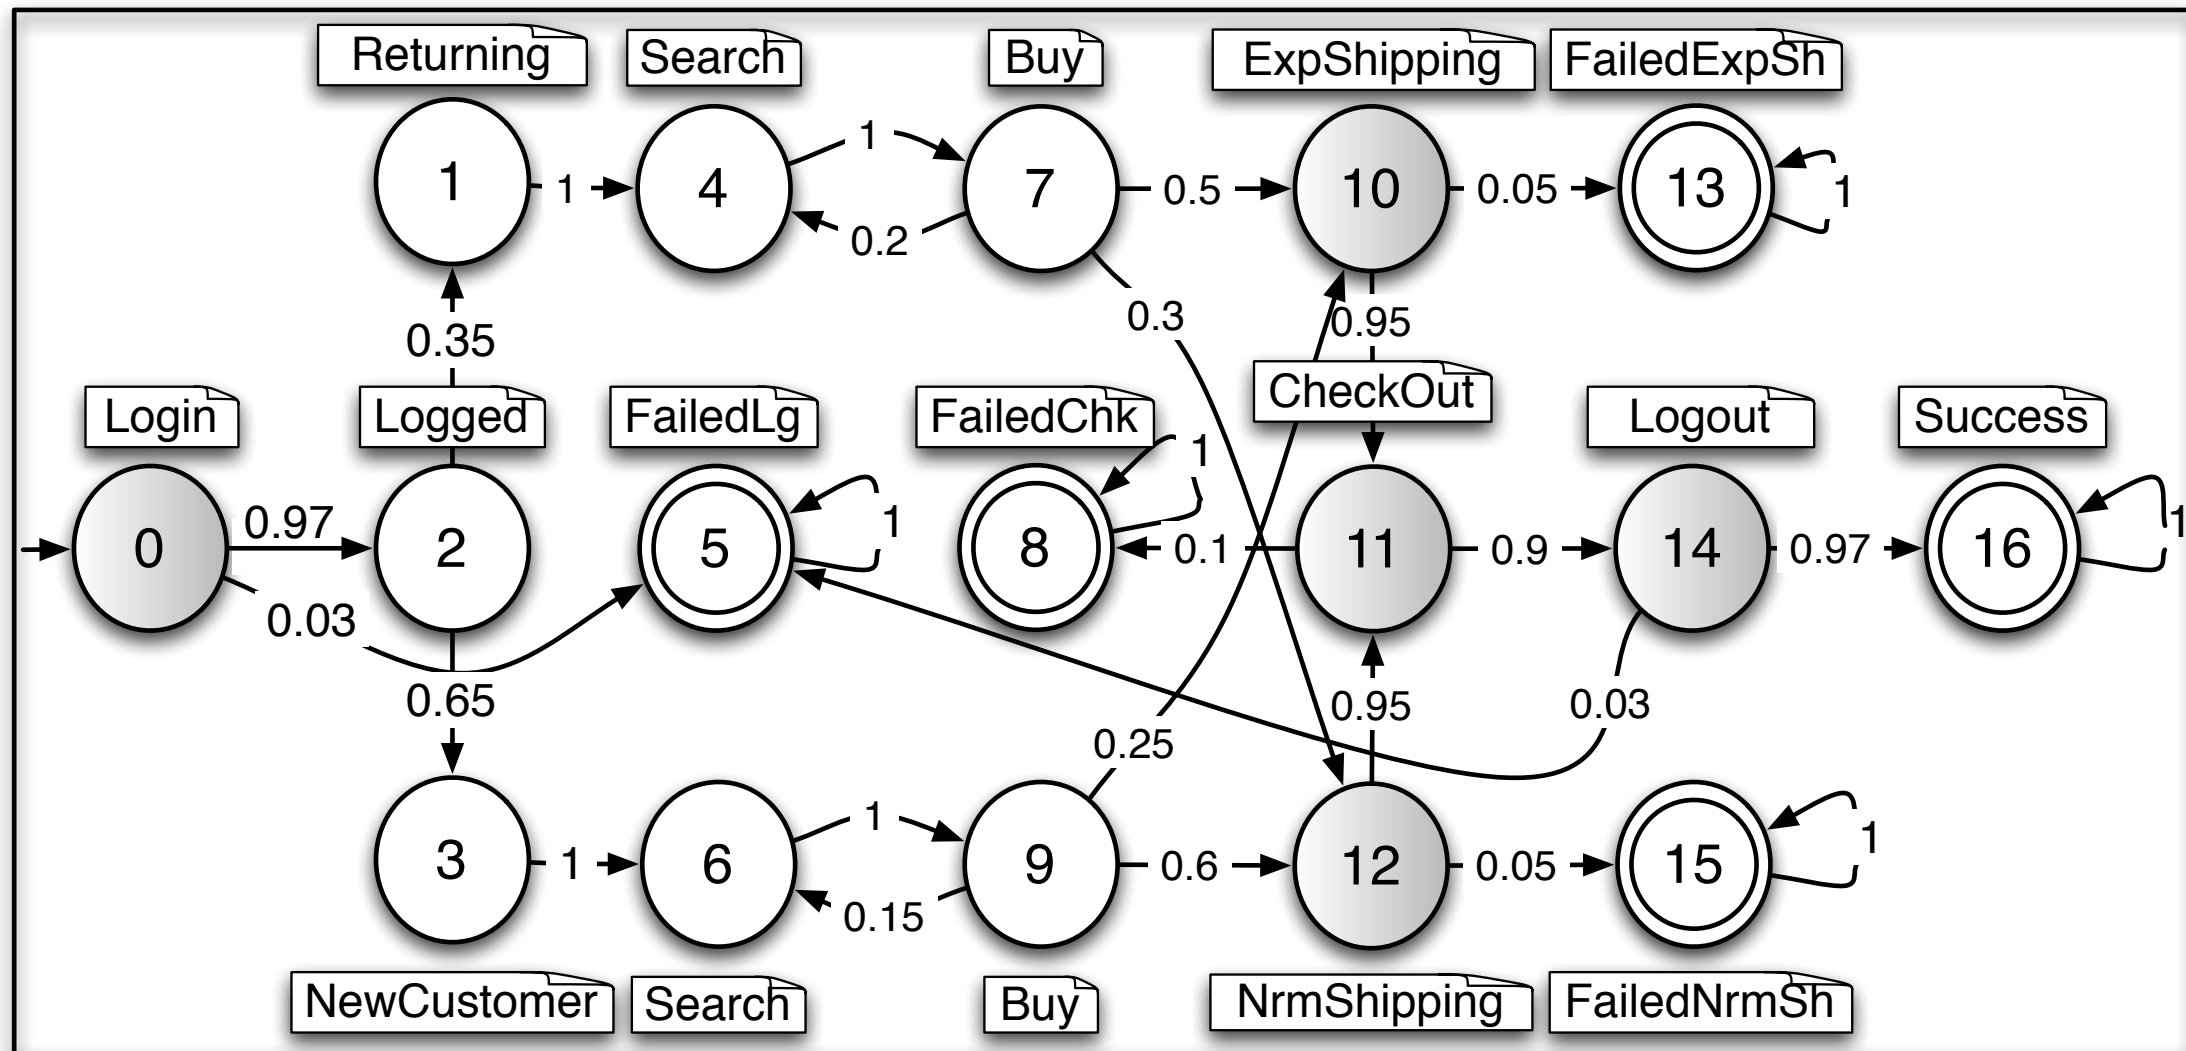 Returning
Search
Buy
ExpShipping
FailedExpSh
1
1
4
1
0.2
7
0.5
10
0.05
13
1
0.35
0.3
0.95
Login
Logged
FailedLg
FailedChk
CheckOut
Logout
Success
0
0.97
2
5
1
8
1
0.1
11
0.9
14
0.97
16
1
0.03
0.65
0.25
0.95
0.03
3
1
6
1
0.15
9
0.6
12
0.05
15
1
NewCustomer
Search
Buy
NrmShipping
FailedNrmSh